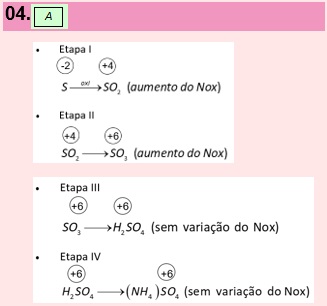 04. A
• Etapa I
-2 +4
S —oxi→ SO₂ (aumento do Nox)
• Etapa II
+4 +6
SO₂ ⟶ SO₃ (aumento do Nox)
• Etapa III
+6 +6
SO₃ ⟶ H₂SO₄ (sem variação do Nox)
• Etapa IV
+6 +6
H₂SO₄ ⟶ (NH₄)SO₄ (sem variação do Nox)